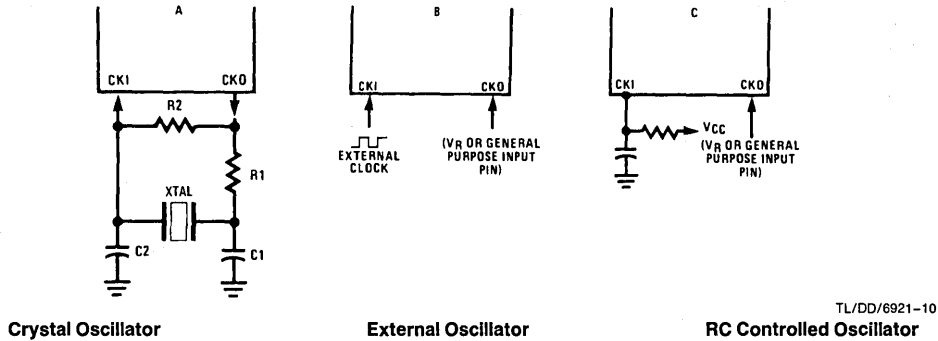 A
CKI
CKO
R2
R1
XTAL
C2
C1
Crystal Oscillator
B
CKI
CKO
EXTERNAL
CLOCK
(VR OR GENERAL
PURPOSE INPUT
PIN)
External Oscillator
C
CKI
CKO
VCC
(VR OR GENERAL
PURPOSE INPUT
PIN)
TL/DD/6921–10
RC Controlled Oscillator